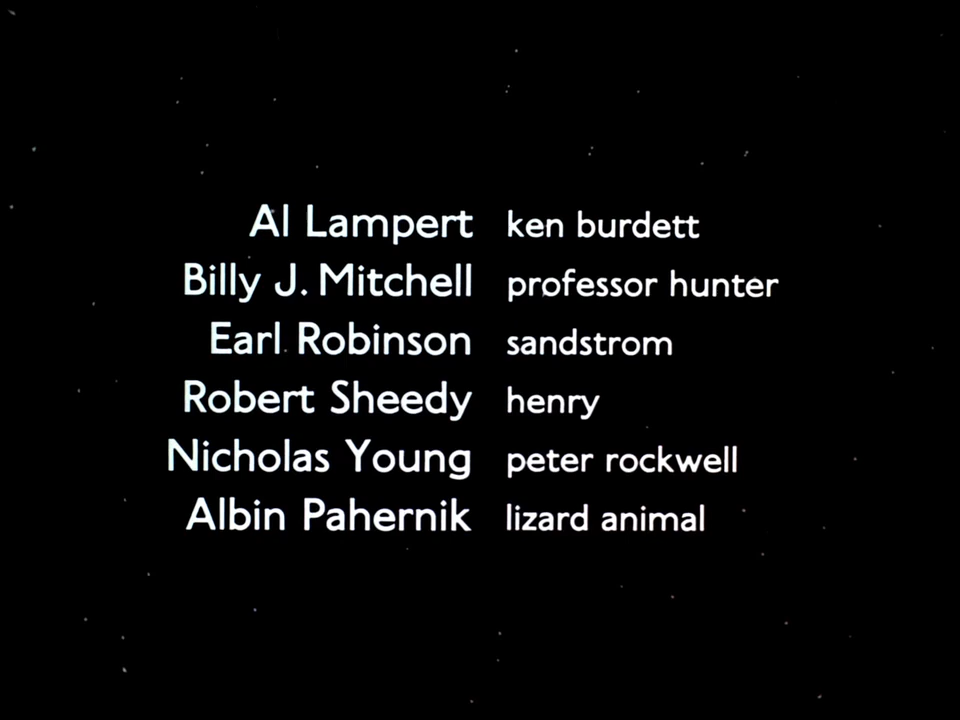 Al Lampert ken burdett
Billy J. Mitchell professor hunter
Earl Robinson sandstrom
Robert Sheedy henry
Nicholas Young peter rockwell
Albin Pahernik lizard animal